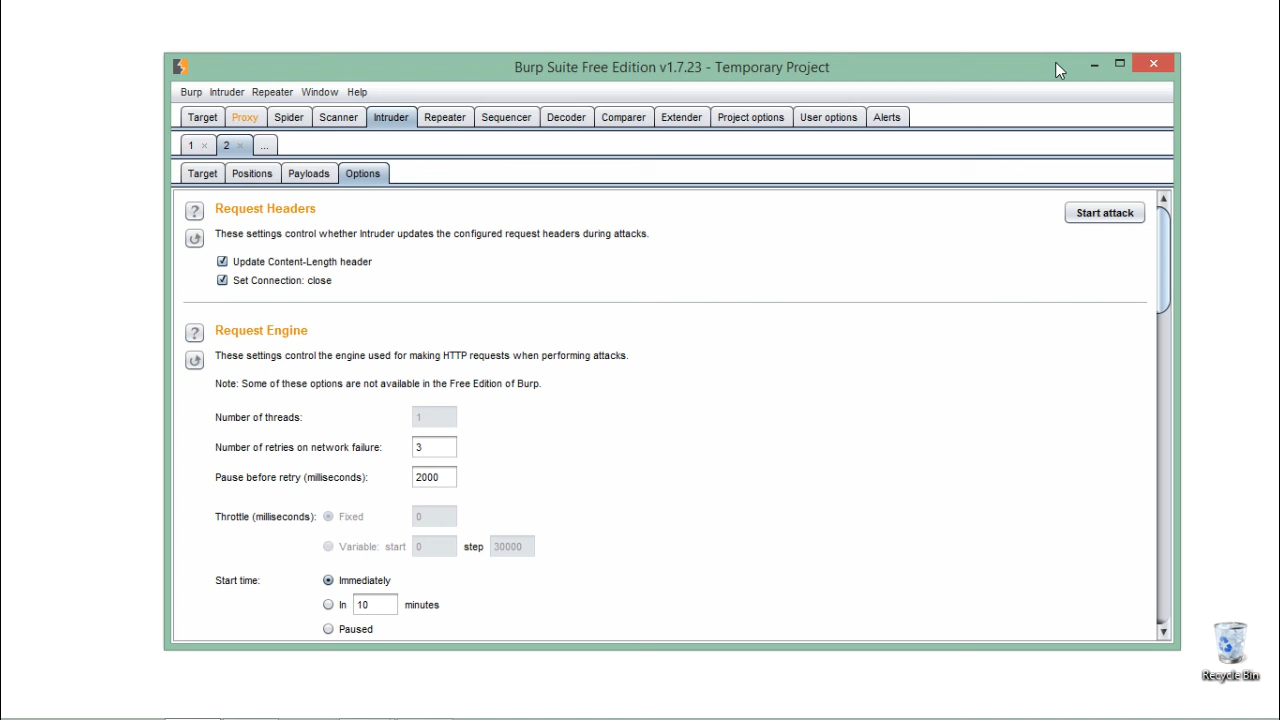 Burp Suite Free Edition v1.7.23 - Temporary Project
Burp Intruder Repeater Window Help
Target Proxy Spider Scanner Intruder Repeater Sequencer Decoder Comparer Extender Project options User options Alerts
1 × 2 × ...
Target Positions Payloads Options
? Request Headers
Start attack
These settings control whether Intruder updates the configured request headers during attacks.
Update Content-Length header
Set Connection: close
? Request Engine
These settings control the engine used for making HTTP requests when performing attacks.
Note: Some of these options are not available in the Free Edition of Burp.
Number of threads: 1
Number of retries on network failure: 3
Pause before retry (milliseconds): 2000
Throttle (milliseconds): Fixed 0
Variable: start 0 step 30000
Start time: Immediately
In 10 minutes
Paused
Recycle Bin